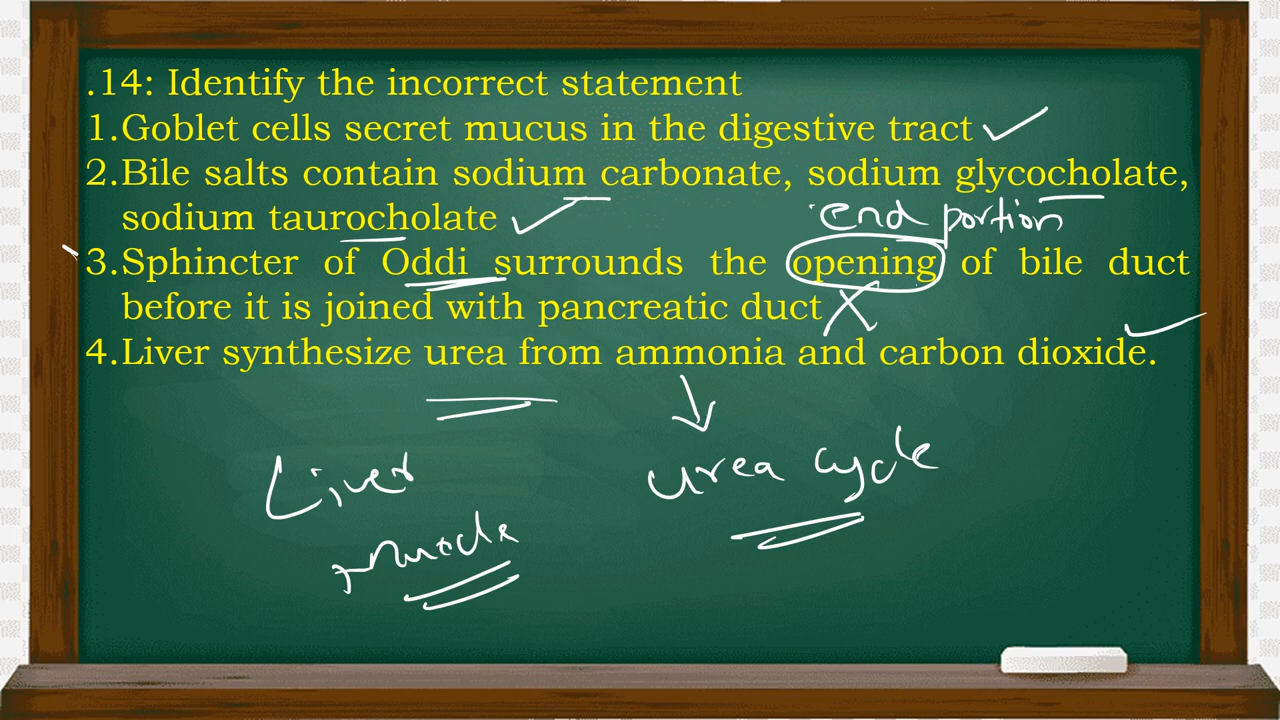 .14: Identify the incorrect statement
1.Goblet cells secret mucus in the digestive tract
2.Bile salts contain sodium carbonate, sodium glycocholate,
sodium taurocholate
end portion
3.Sphincter of Oddi surrounds the opening of bile duct
before it is joined with pancreatic duct
4.Liver synthesize urea from ammonia and carbon dioxide.
Liver
urea cycle
Muscle